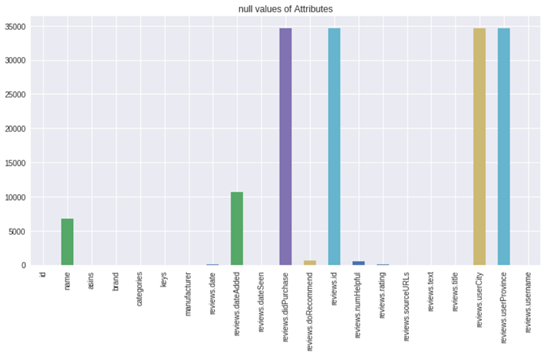 null values of Attributes
35000
30000
25000
20000
15000
10000
5000
0
id
name
asins
brand
categories
keys
manufacturer
reviews.date
reviews.dateAdded
reviews.dateSeen
reviews.didPurchase
reviews.doRecommend
reviews.id
reviews.numHelpful
reviews.rating
reviews.sourceURLs
reviews.text
reviews.title
reviews.userCity
reviews.userProvince
reviews.username